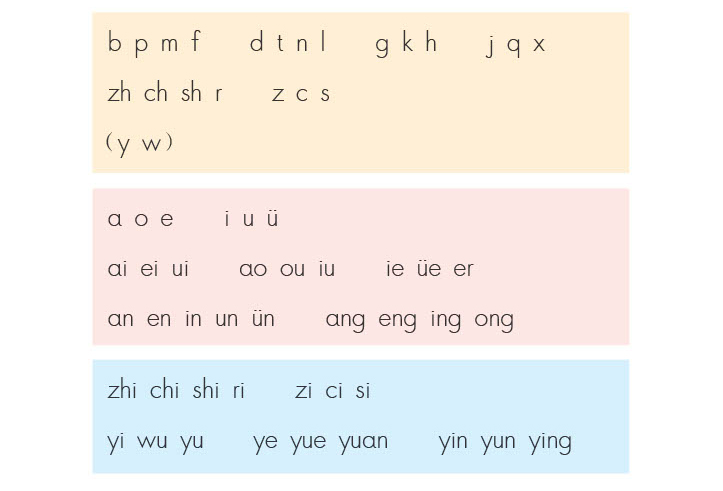 b p m f d t n l g k h j q x
zh ch sh r z c s
(y w)
a o e i u ü
ai ei ui ao ou iu ie üe er
an en in un ün ang eng ing ong
zhi chi shi ri zi ci si
yi wu yu ye yue yuan yin yun ying